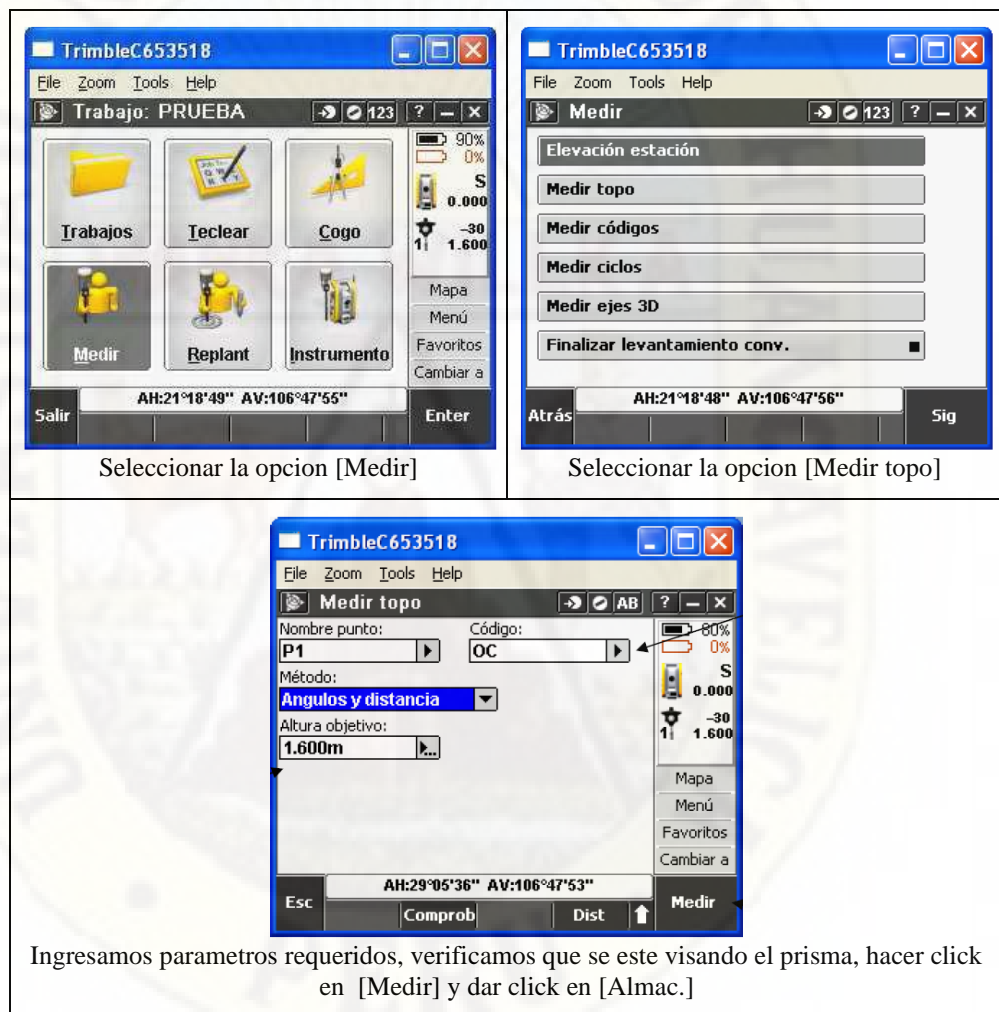 TrimbleC653518
File Zoom Tools Help
Trabajo: PRUEBA 123 ? – X
90%
0%
S
0.000
-30
1 1.600
Trabajos Teclear Cogo
Mapa
Menú
Medir Replant Instrumento
Favoritos
Cambiar a
AH:21°18'49" AV:106°47'55"
Salir Enter
Seleccionar la opcion [Medir]
TrimbleC653518
File Zoom Tools Help
Medir 123 ? – X
Elevación estación
Medir topo
Medir códigos
Medir ciclos
Medir ejes 3D
Finalizar levantamiento conv.
AH:21°18'48" AV:106°47'56"
Atrás Sig
Seleccionar la opcion [Medir topo]
TrimbleC653518
File Zoom Tools Help
Medir topo AB ? – X
Nombre punto: Código:
P1 OC
80%
0%
Método:
S
Angulos y distancia
0.000
Altura objetivo:
-30
1.600m
1 1.600
Mapa
Menú
Favoritos
Cambiar a
AH:29°05'36" AV:106°47'53"
Esc Comprob Dist Medir
Ingresamos parametros requeridos, verificamos que se este visando el prisma, hacer click
en [Medir] y dar click en [Almac.]